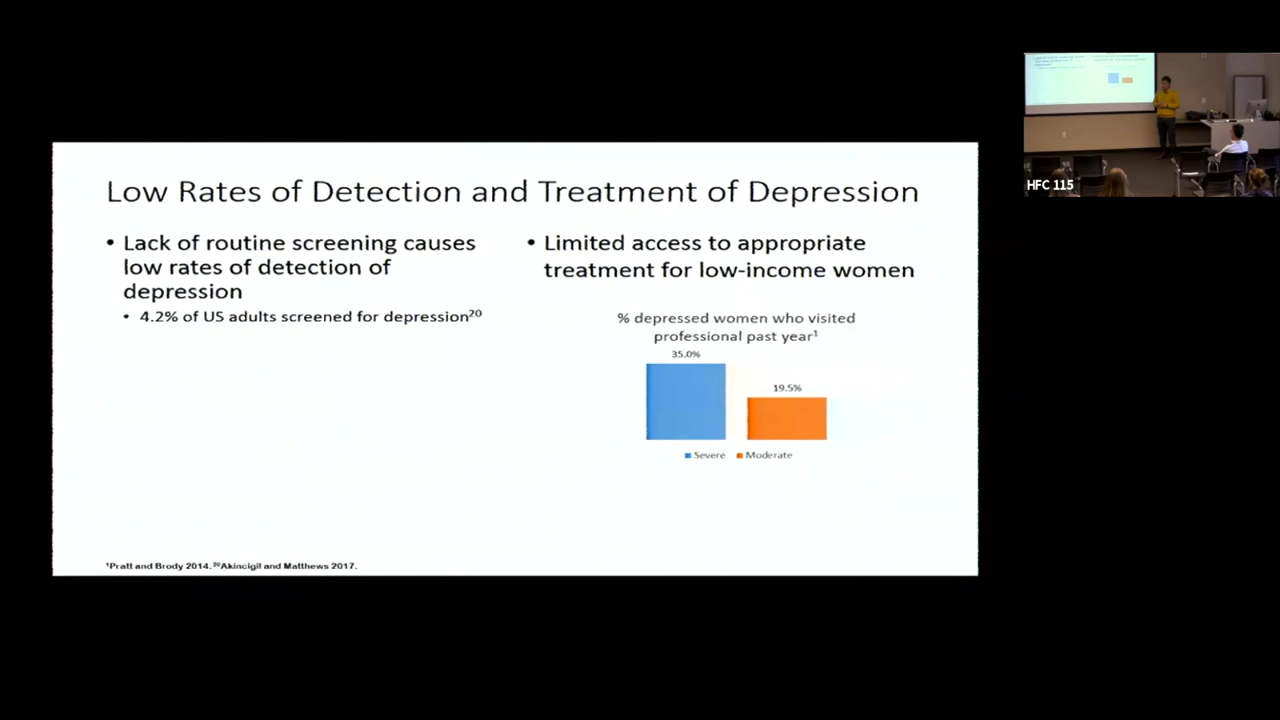 Low Rates of Detection and Treatment of Depression
• Lack of routine screening causes
low rates of detection of
depression
• 4.2% of US adults screened for depression²⁰
• Limited access to appropriate
treatment for low-income women
% depressed women who visited
professional past year¹
35.0%
19.5%
Severe Moderate
¹Pratt and Brody 2014. ²⁰Akincigil and Matthews 2017.
HFC 115